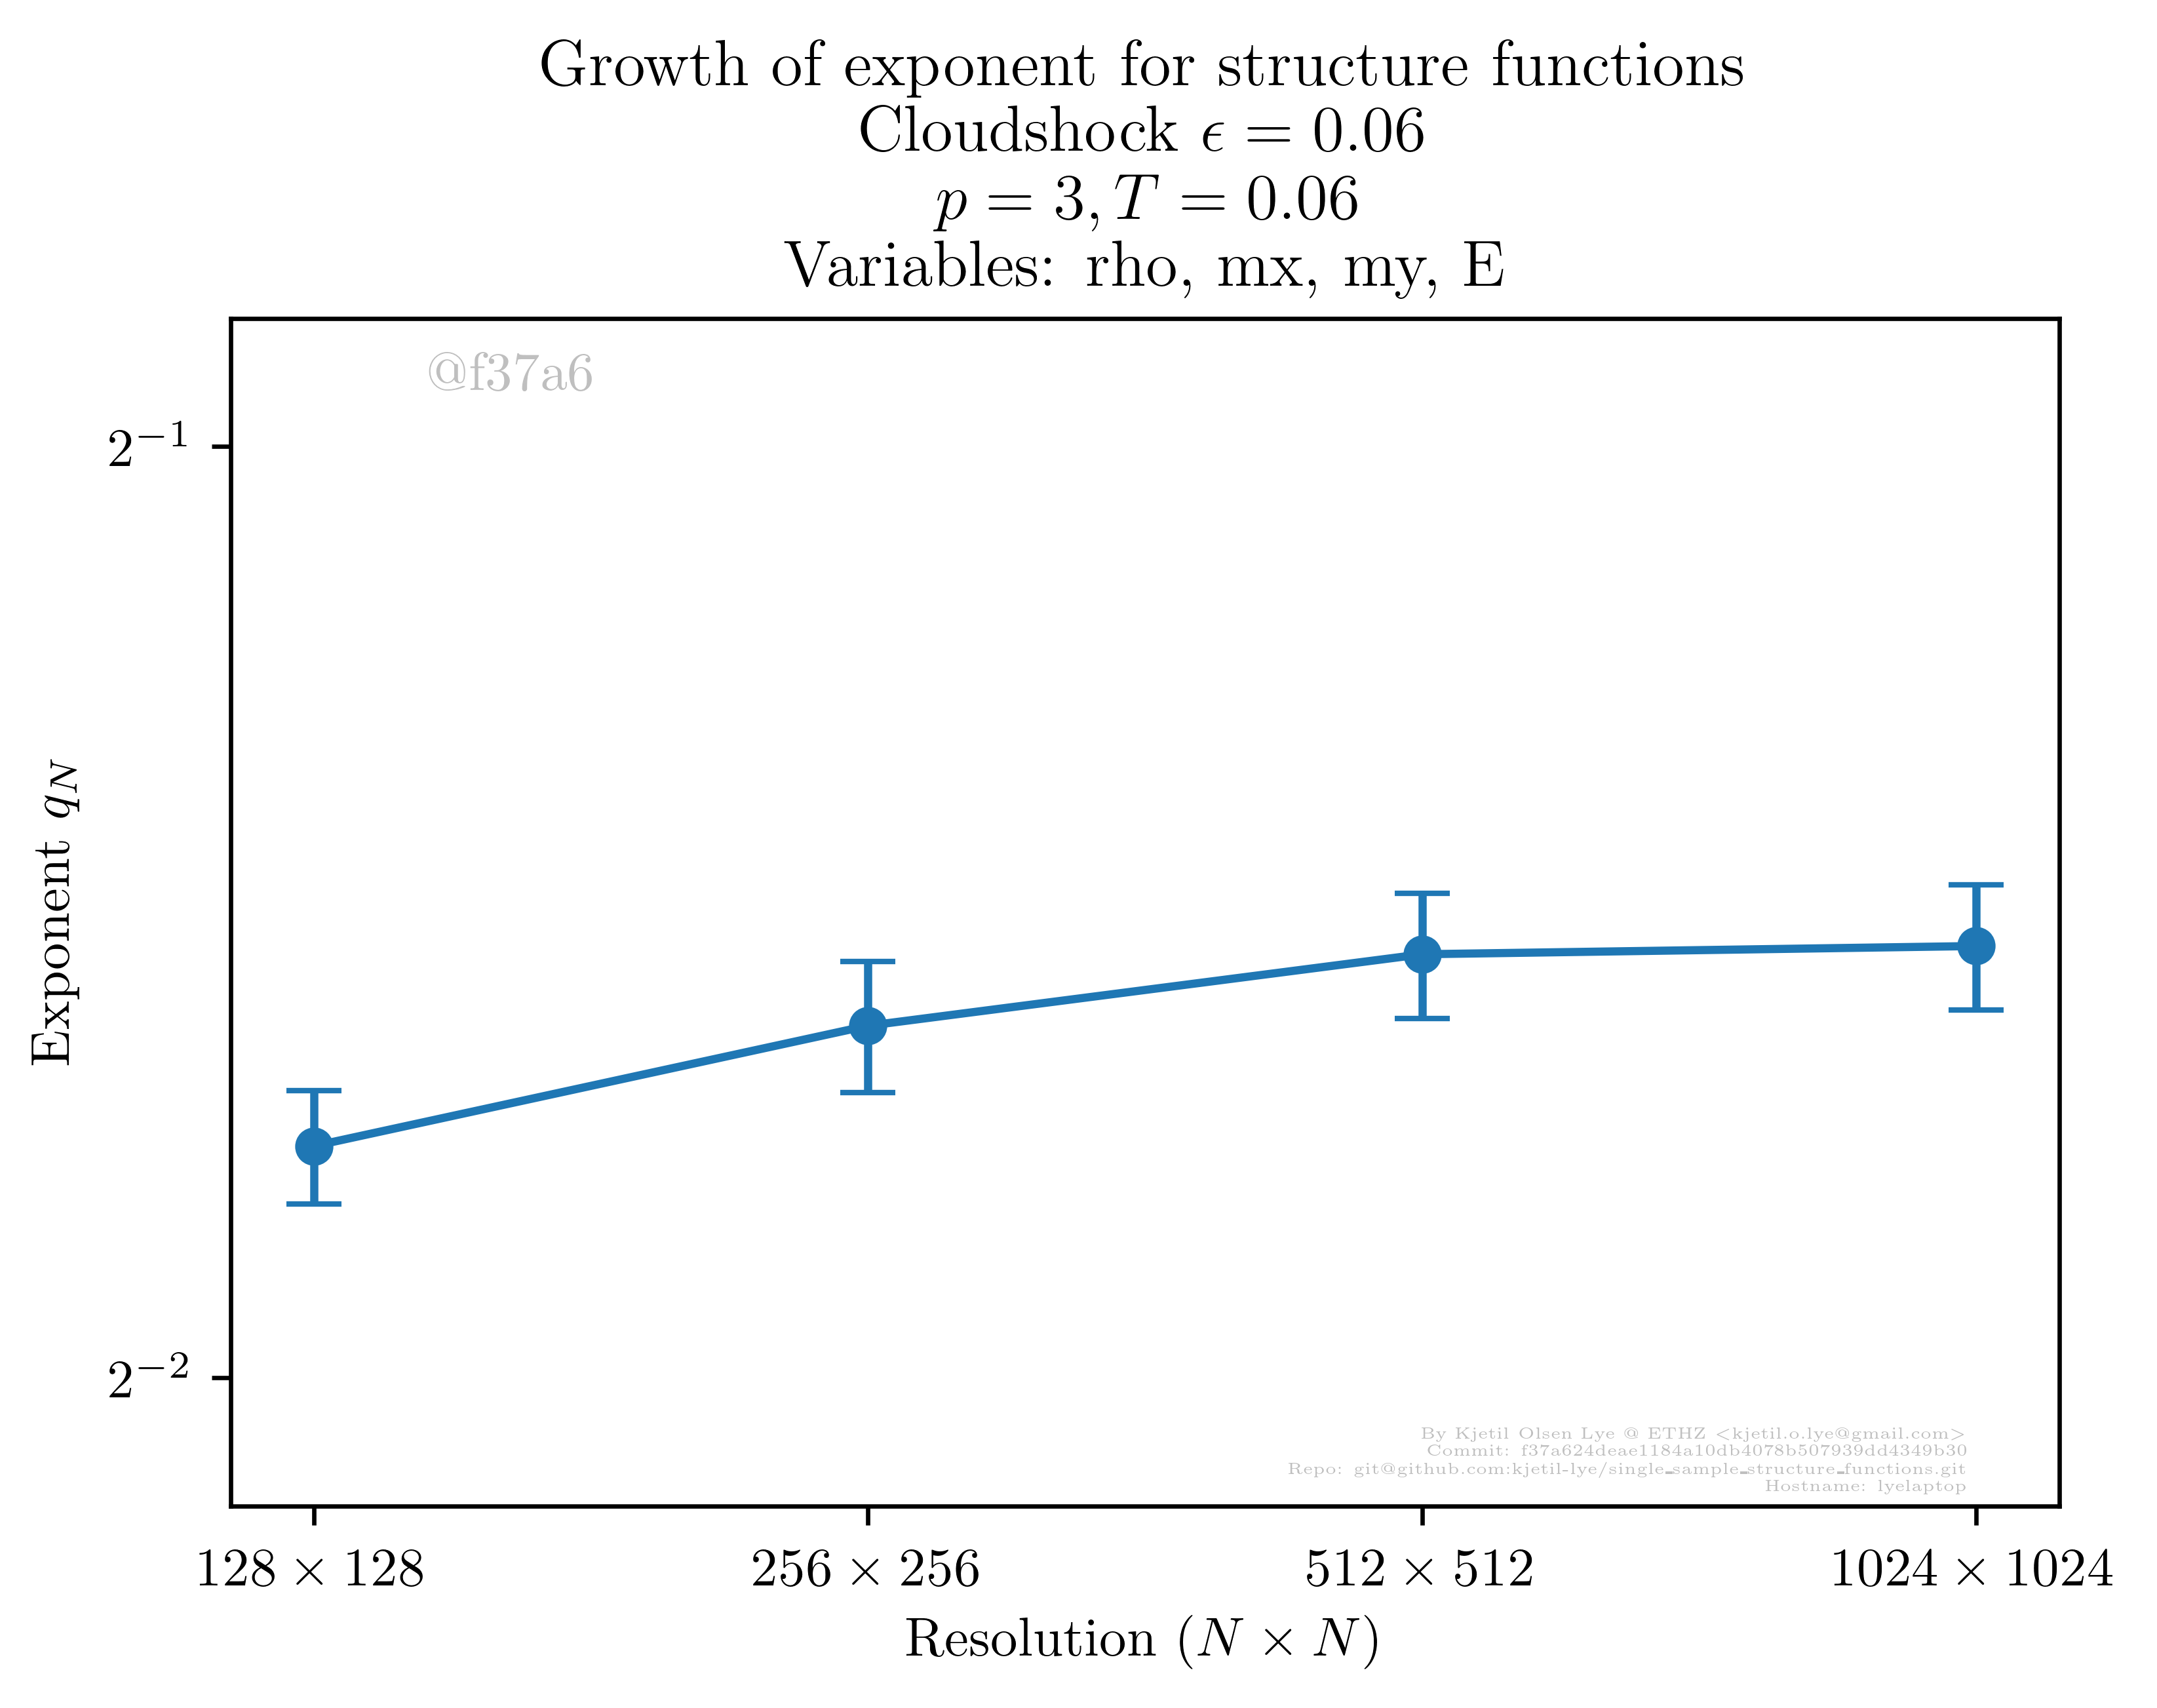 Growth of exponent for structure functions
Cloudshock ϵ = 0.06
p = 3, T = 0.06
Variables: rho, mx, my, E
@f37a6
2⁻¹
Exponent q_N
2⁻²
By Kjetil Olsen Lye @ ETHZ <kjetil.o.lye@gmail.com>
Commit: f37a624deae1184a10db4078b507939dd4349b30
Repo: git@github.com:kjetil-lye/single_sample_structure_functions.git
Hostname: lyelaptop
128 × 128 256 × 256 512 × 512 1024 × 1024
Resolution (N × N)